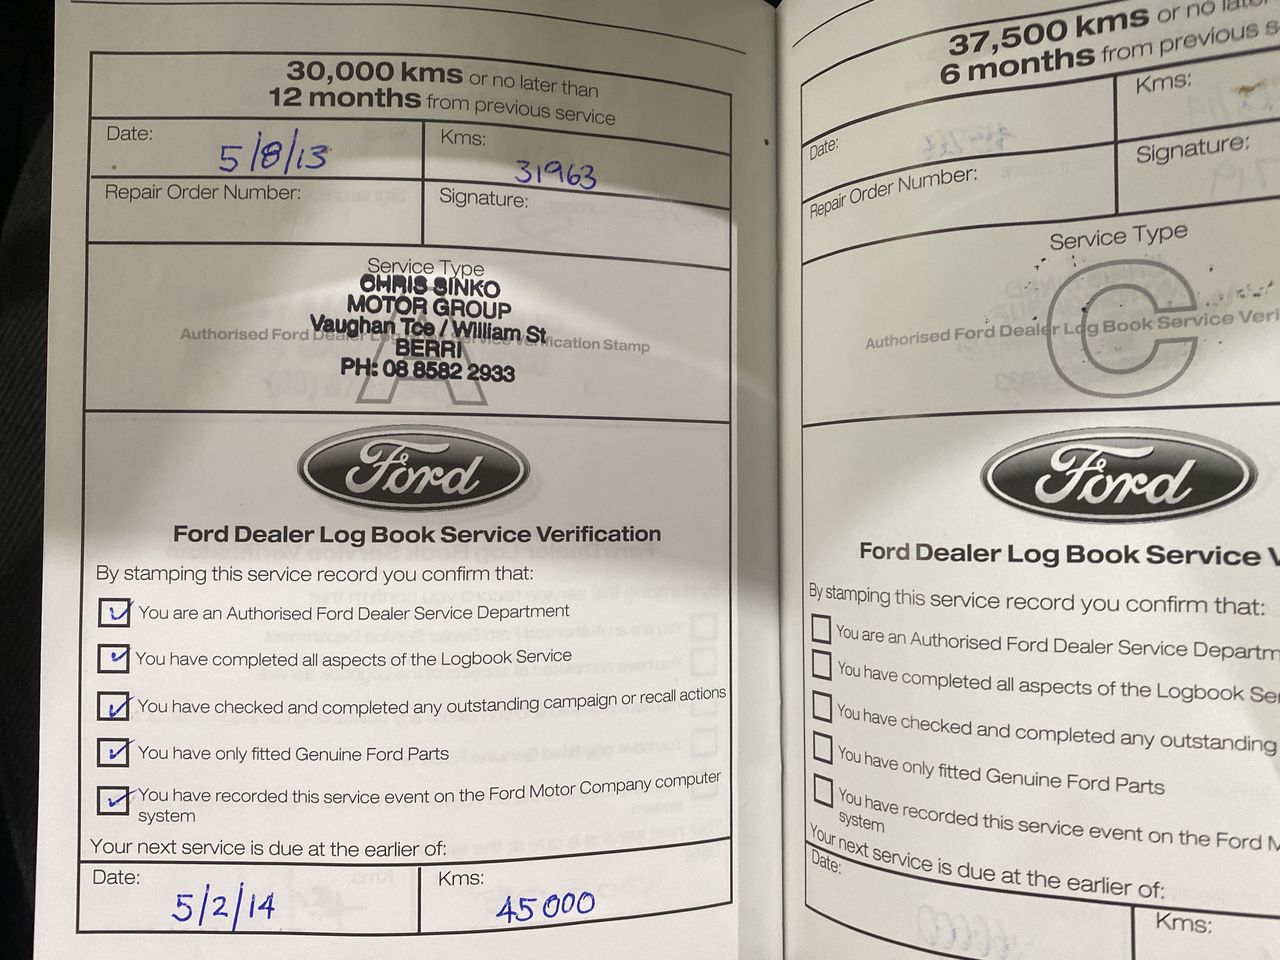 30,000 kms or no later than
12 months from previous service
Date:
5/8/13
Kms:
31963
Repair Order Number:
Signature:
Service Type
A
Authorised Ford Dealer Log Book Service Verification Stamp
CHRIS SINKO
MOTOR GROUP
Vaughan Tce / William St
BERRI
PH: 08 8582 2933
Ford
Ford Dealer Log Book Service Verification
By stamping this service record you confirm that:
You are an Authorised Ford Dealer Service Department
You have completed all aspects of the Logbook Service
You have checked and completed any outstanding campaign or recall actions
You have only fitted Genuine Ford Parts
You have recorded this service event on the Ford Motor Company computer
system
Your next service is due at the earlier of:
Date:
5/2/14
Kms:
45000
37,500 kms or no
6 months from previous
Date:
Kms:
Repair Order Number:
Signature:
Service Type
C
Authorised Ford Dealer Log Book Service
Ford
Ford Dealer Log Book Service
By stamping this service record you confirm that:
You are an Authorised Ford Dealer Service
You have completed all aspects of the Logbook
You have checked and completed any outstanding
You have only fitted Genuine Ford Parts
You have recorded this service event on the Ford
system
Your next service is due at the earlier of:
Date:
Kms: